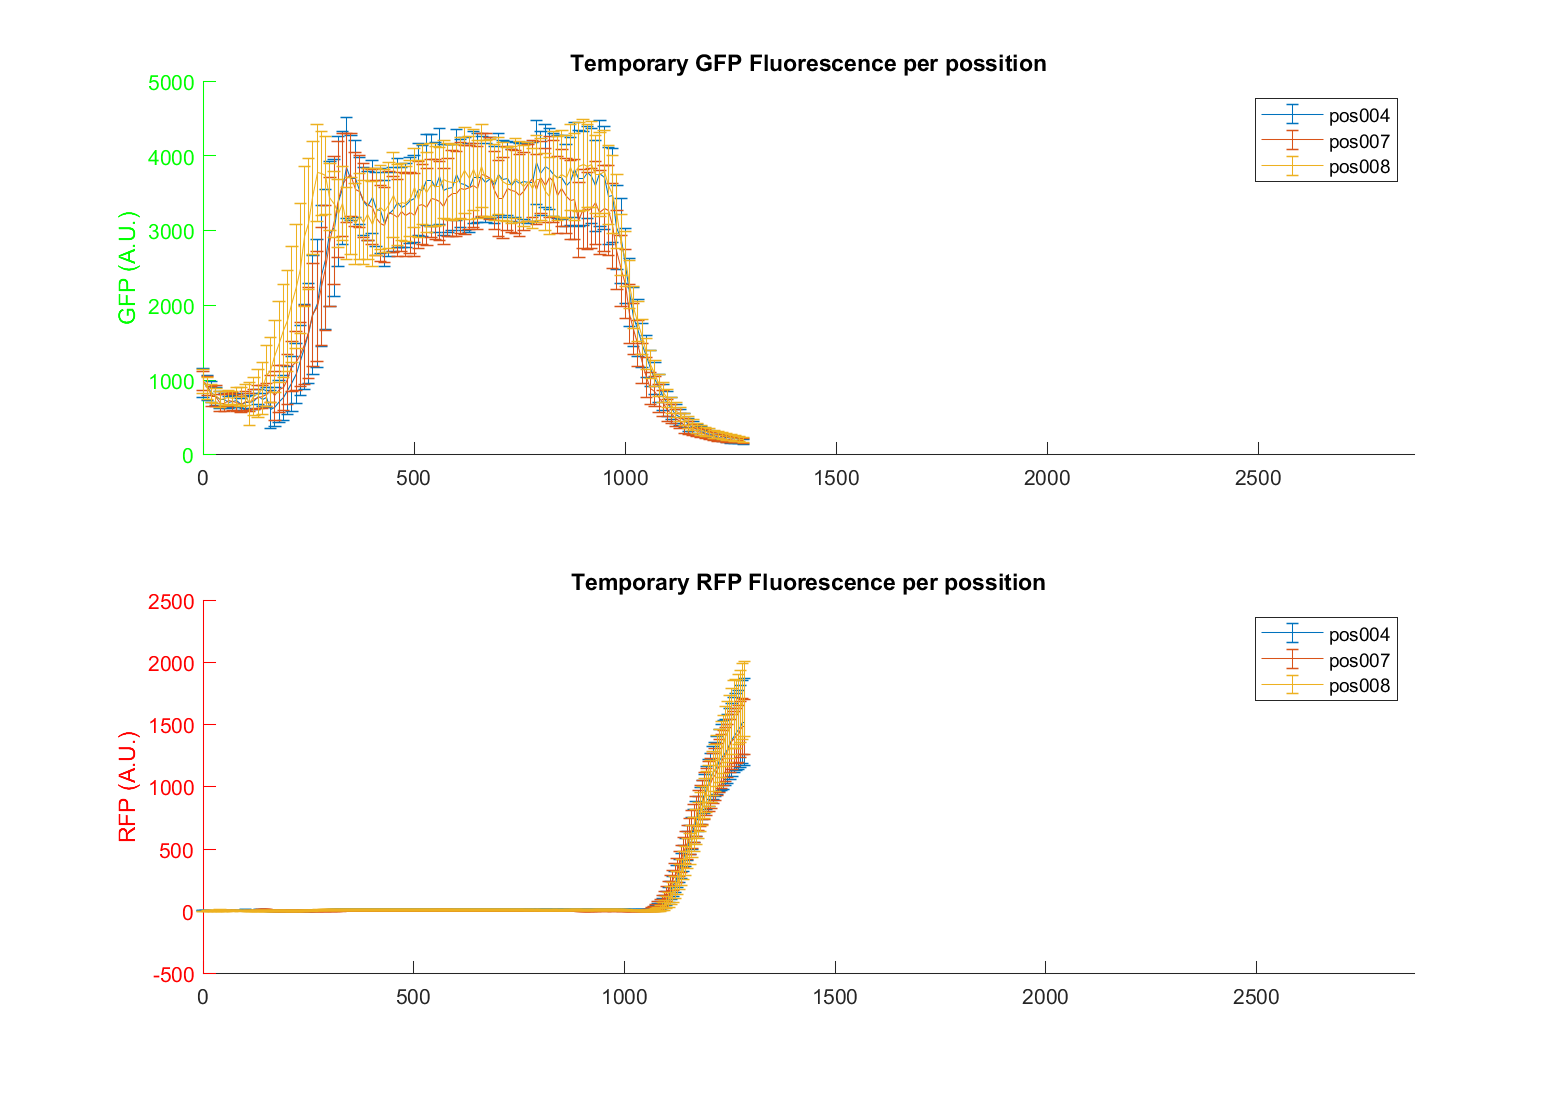 Temporary GFP Fluorescence per possition
5000
4000
3000
2000
1000
0
GFP (A.U.)
0 500 1000 1500 2000 2500
pos004
pos007
pos008
Temporary RFP Fluorescence per possition
2500
2000
1500
1000
500
0
-500
RFP (A.U.)
0 500 1000 1500 2000 2500
pos004
pos007
pos008